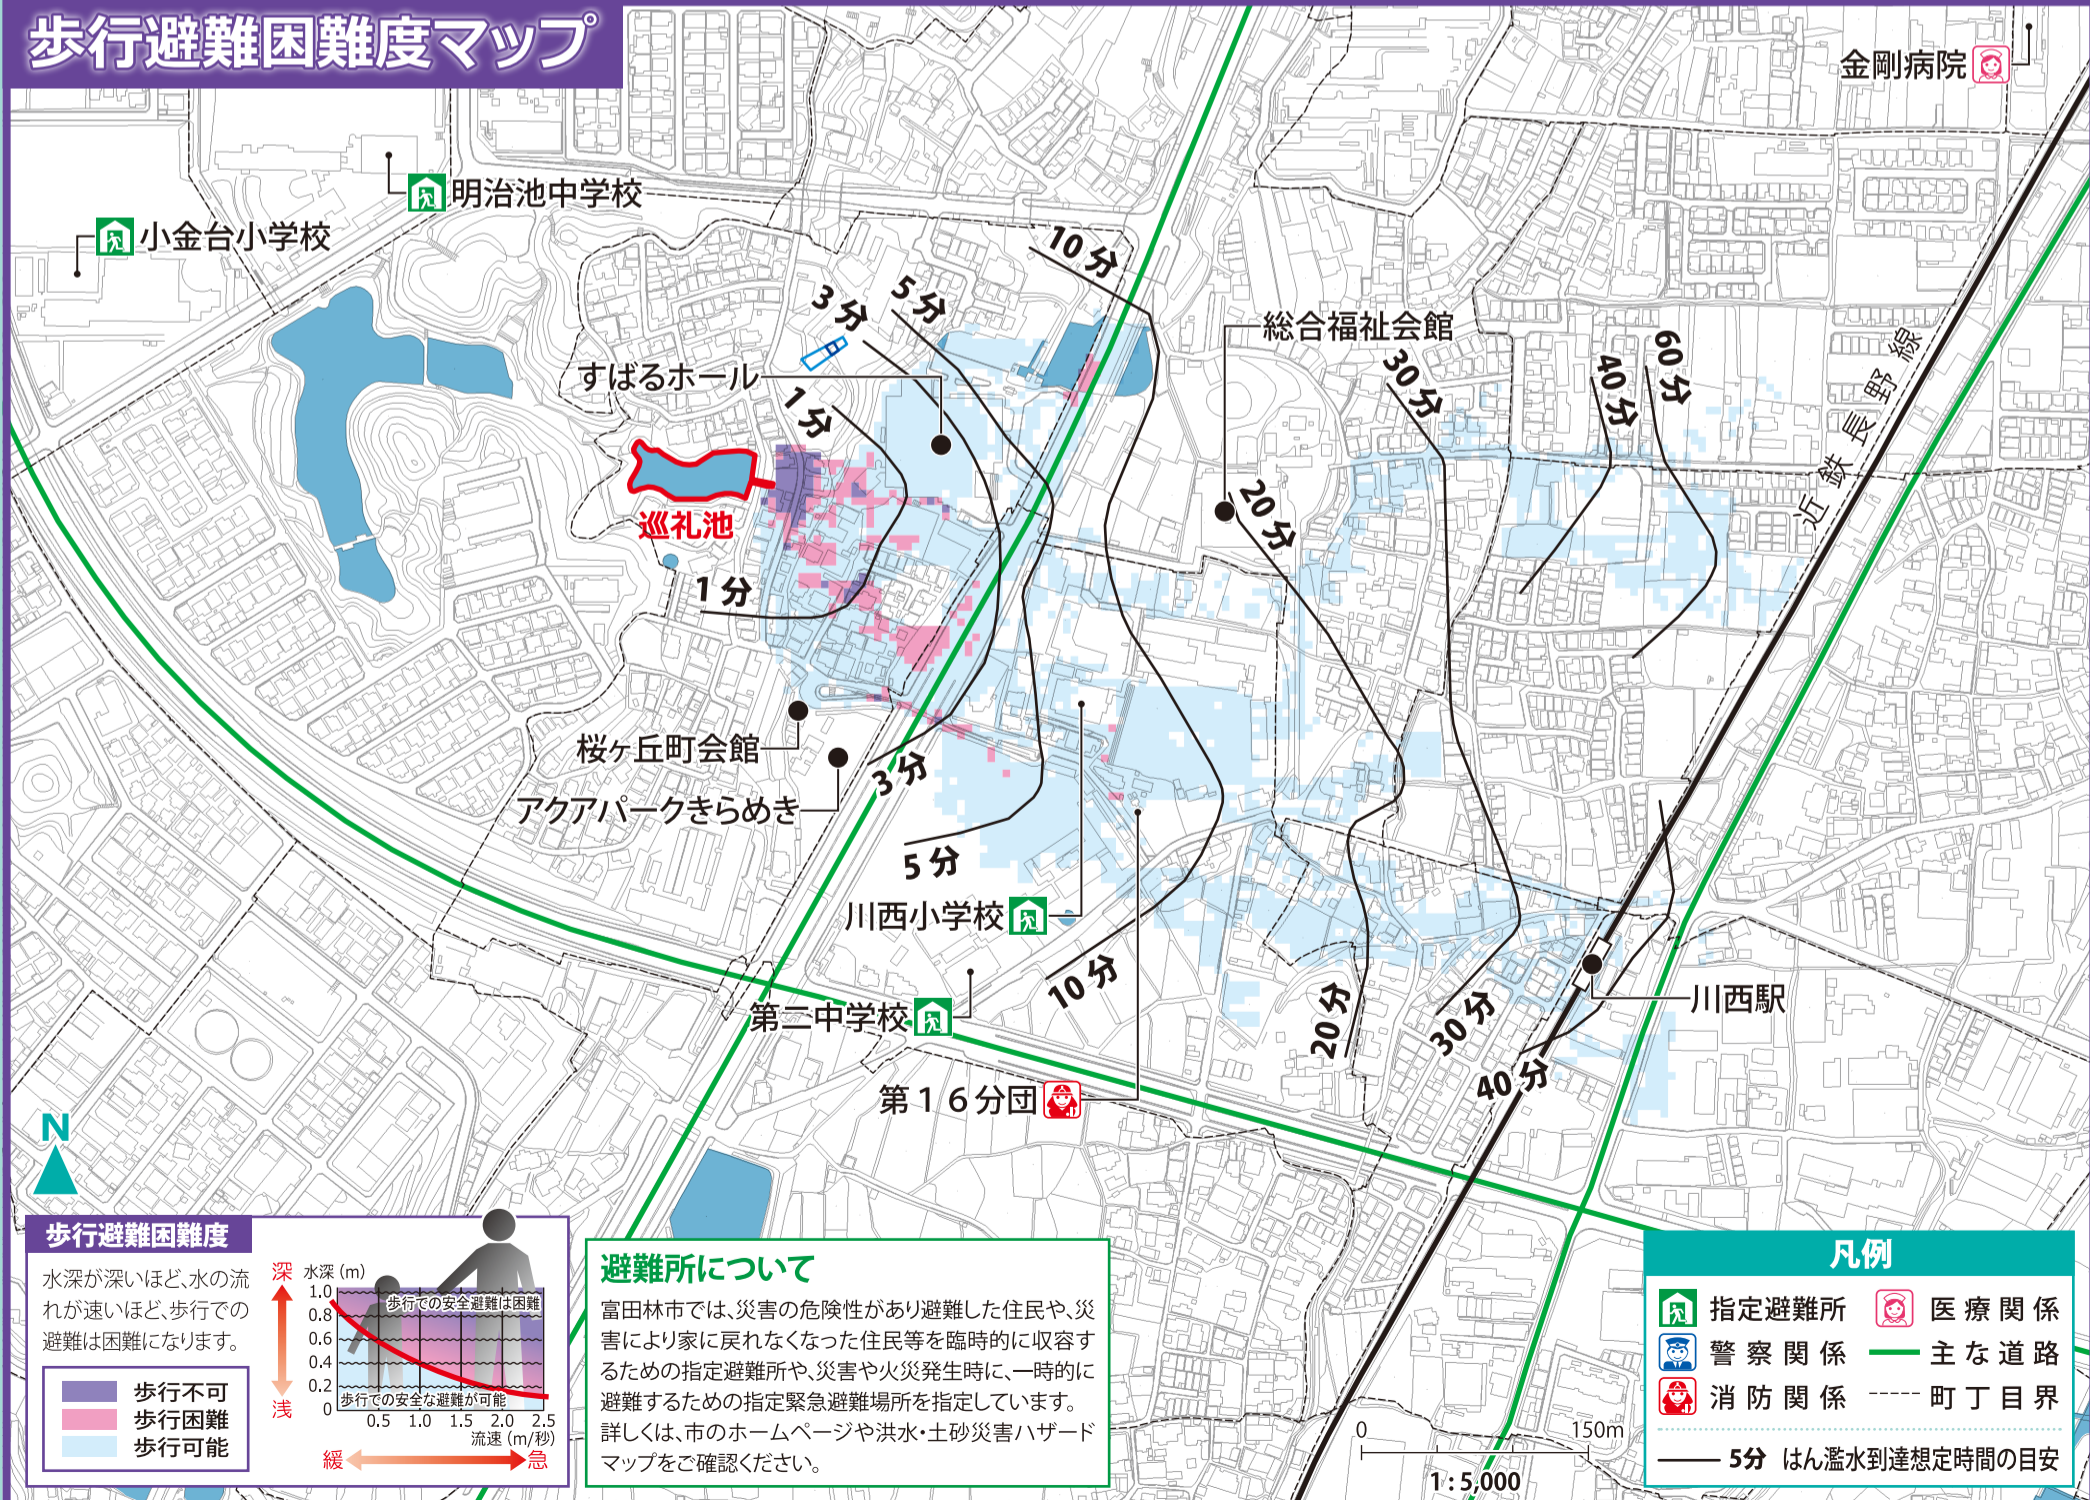 歩行避難困難度マップ
金剛病院
明治池中学校
小金台小学校
10分
5分
3分
総合福祉会館
すばるホール
1分
30分
40分
60分
近鉄長野線
巡礼池
20分
1分
桜ヶ丘町会館
3分
アクアパークきらめき
5分
川西小学校
10分
第二中学校
20分
30分
川西駅
40分
第16分団
N
歩行避難困難度
水深が深いほど、水の流
れが速いほど、歩行での
避難は困難になります。
歩行不可
歩行困難
歩行可能
深
浅
水深(m)
1.0
0.8
0.6
0.4
0.2
0
歩行での安全避難は困難
歩行での安全な避難が可能
0.5 1.0 1.5 2.0 2.5
流速(m/秒)
緩 急
避難所について
富田林市では、災害の危険性があり避難した住民や、災
害により家に戻れなくなった住民等を臨時的に収容す
るための指定避難所や、災害や火災発生時に、一時的に
避難するための指定緊急避難場所を指定しています。
詳しくは、市のホームページや洪水・土砂災害ハザード
マップをご確認ください。
0 150m
1:5,000
凡例
指定避難所 医療関係
警察関係 主な道路
消防関係 町丁目界
5分 はん濫水到達想定時間の目安